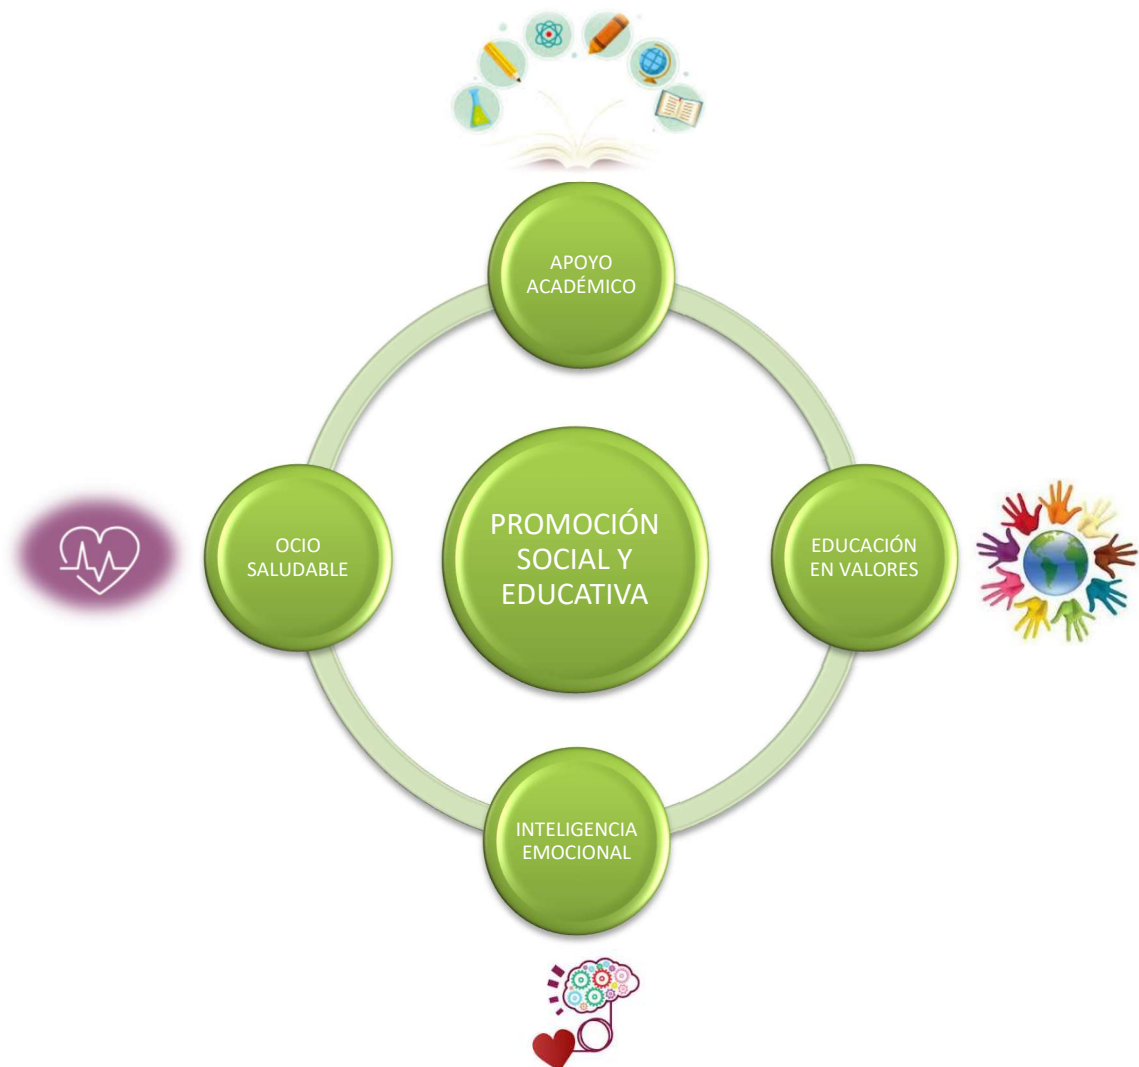 APOYO
ACADÉMICO
PROMOCIÓN
SOCIAL Y
EDUCATIVA
OCIO
SALUDABLE
EDUCACIÓN
EN VALORES
INTELIGENCIA
EMOCIONAL